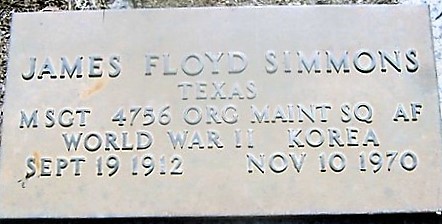 JAMES FLOYD SIMMONS
TEXAS
M SGT 4756 ORG MAINT SQ AF
WORLD WAR II KOREA
SEPT 19 1912 NOV 10 1970